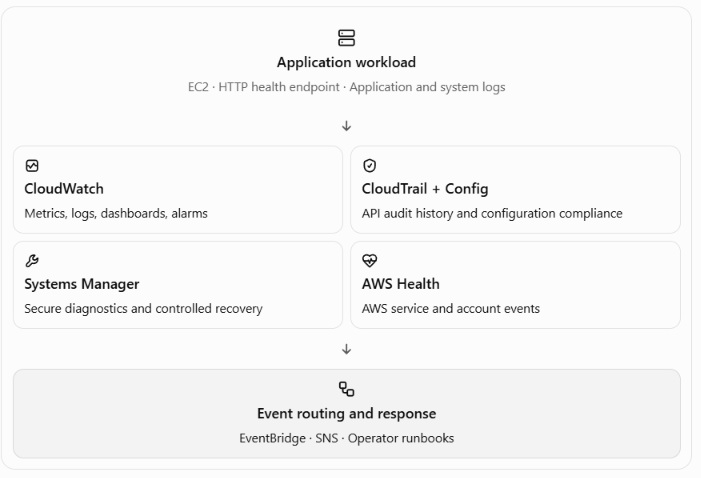 Application workload
EC2 · HTTP health endpoint · Application and system logs
CloudWatch
Metrics, logs, dashboards, alarms
CloudTrail + Config
API audit history and configuration compliance
Systems Manager
Secure diagnostics and controlled recovery
AWS Health
AWS service and account events
Event routing and response
EventBridge · SNS · Operator runbooks